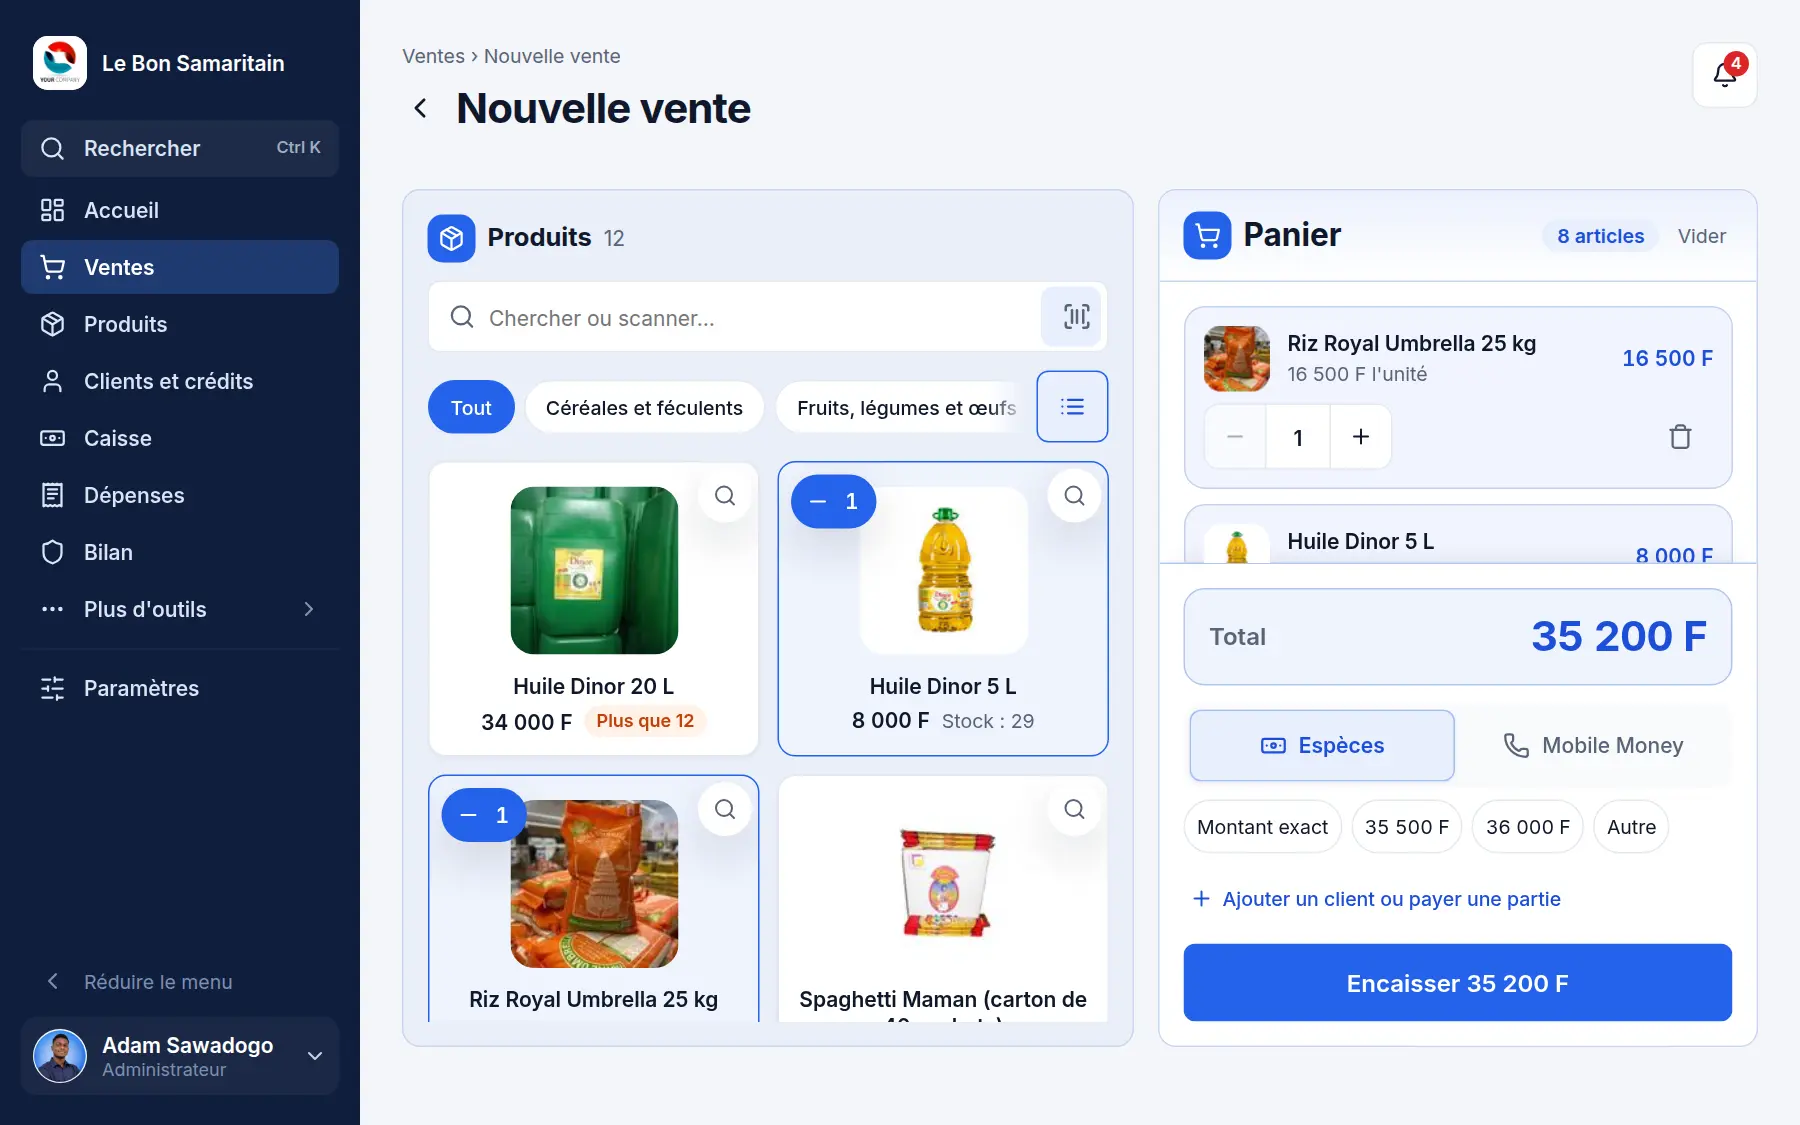 Le Bon Samaritain
YOUR COMPANY
Rechercher
Ctrl K
Accueil
Ventes
Produits
Clients et crédits
Caisse
Dépenses
Bilan
Plus d'outils
Paramètres
Réduire le menu
Adam Sawadogo
Administrateur
Ventes › Nouvelle vente
Nouvelle vente
4
Produits 12
Chercher ou scanner...
Tout
Céréales et féculents
Fruits, légumes et œufs
Dinor
Huile Dinor 20 L
34 000 F Plus que 12
1
Dinor
Huile Dinor 5 L
8 000 F Stock : 29
1
Riz Royal Umbrella 25 kg
Spaghetti Maman (carton de
Panier
8 articles
Vider
Riz Royal Umbrella 25 kg
16 500 F l'unité
16 500 F
1
Huile Dinor 5 L
8 000 F
Total
35 200 F
Espèces
Mobile Money
Montant exact
35 500 F
36 000 F
Autre
Ajouter un client ou payer une partie
Encaisser 35 200 F